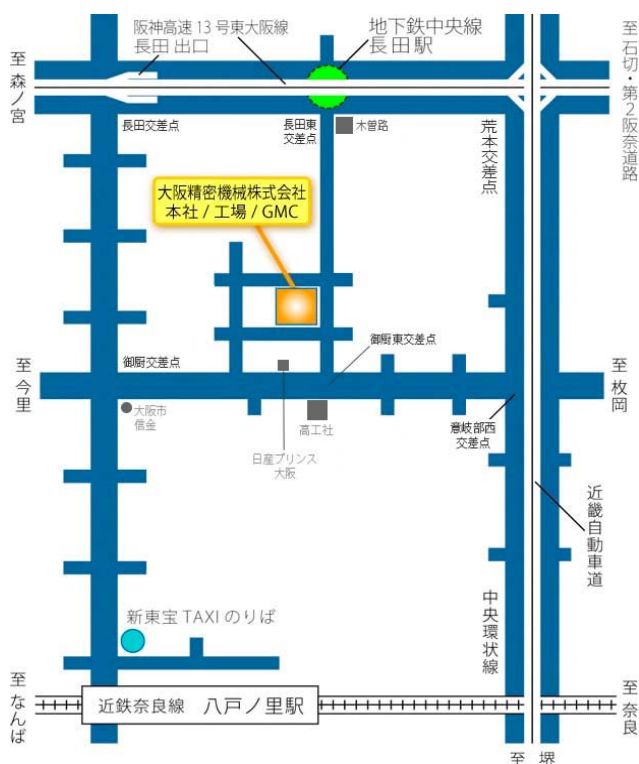 阪神高速13号東大阪線
長田 出口
地下鉄中央線
長田駅
至森ノ宮
至石切・第2阪奈道路
長田交差点
長田東
交差点
木曽路
荒本交差点
大阪精密機械株式会社
本社 / 工場 / GMC
至今里
御厨交差点
御厨東交差点
至枚岡
大阪市
信金
高工社
意岐部西
交差点
日産プリンス
大阪
近畿自動車道
新東宝 TAXI のりば
中央環状線
至なんば
近鉄奈良線 八戸ノ里駅
至奈良
至堺